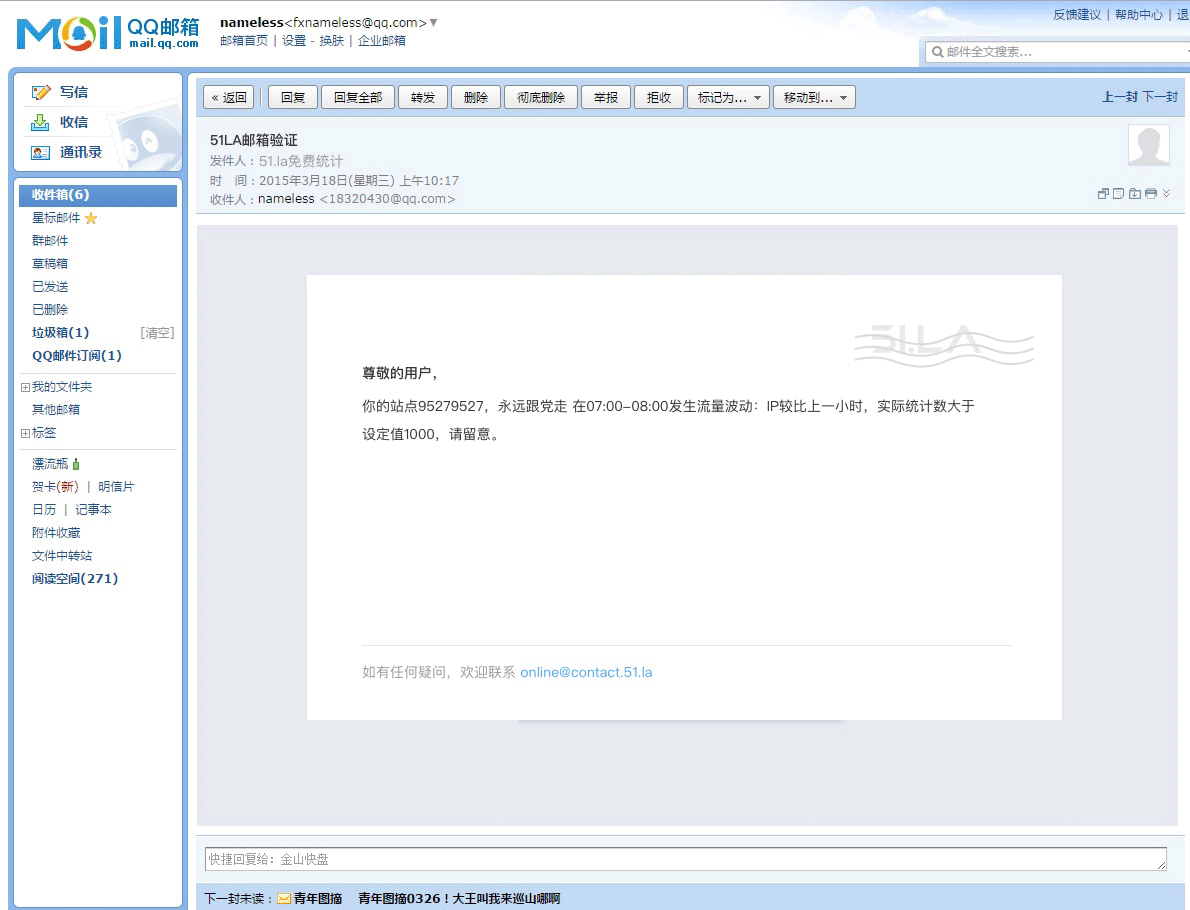 Mail QQ邮箱 mail.qq.com
nameless<fxnameless@qq.com>
邮箱首页 | 设置 - 换肤 | 企业邮箱
反馈建议 | 帮助中心 | 退
邮件全文搜索...
写信
收信
通讯录
收件箱(6)
星标邮件
群邮件
草稿箱
已发送
已删除
垃圾箱(1) [清空]
QQ邮件订阅(1)
我的文件夹
其他邮箱
标签
漂流瓶
贺卡(新) | 明信片
日历 | 记事本
附件收藏
文件中转站
阅读空间(271)
« 返回 回复 回复全部 转发 删除 彻底删除 举报 拒收 标记为... 移动到... 上一封 下一封
51LA邮箱验证
发件人：51.la免费统计
时 间：2015年3月18日(星期三) 上午10:17
收件人：nameless <18320430@qq.com>
51.LA
尊敬的用户，
你的站点95279527，永远跟党走 在07:00-08:00发生流量波动：IP较比上一小时，实际统计数大于
设定值1000，请留意。
如有任何疑问，欢迎联系 online@contact.51.la
快捷回复给：金山快盘
下一封未读：青年图摘 青年图摘0326！大王叫我来巡山哪啊